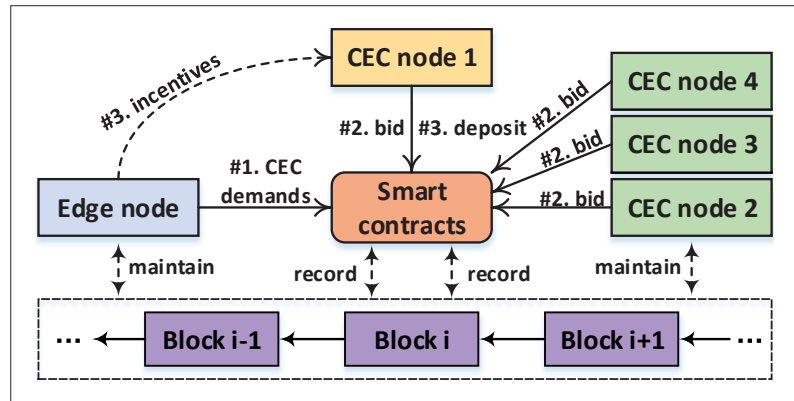 CEC node 1
#3. incentives
CEC node 4
#2. bid
#3. deposit
#2. bid
CEC node 3
#2. bid
#1. CEC
demands
Edge node
Smart
contracts
#2. bid
CEC node 2
maintain
record
record
maintain
...
Block i-1
Block i
Block i+1
...